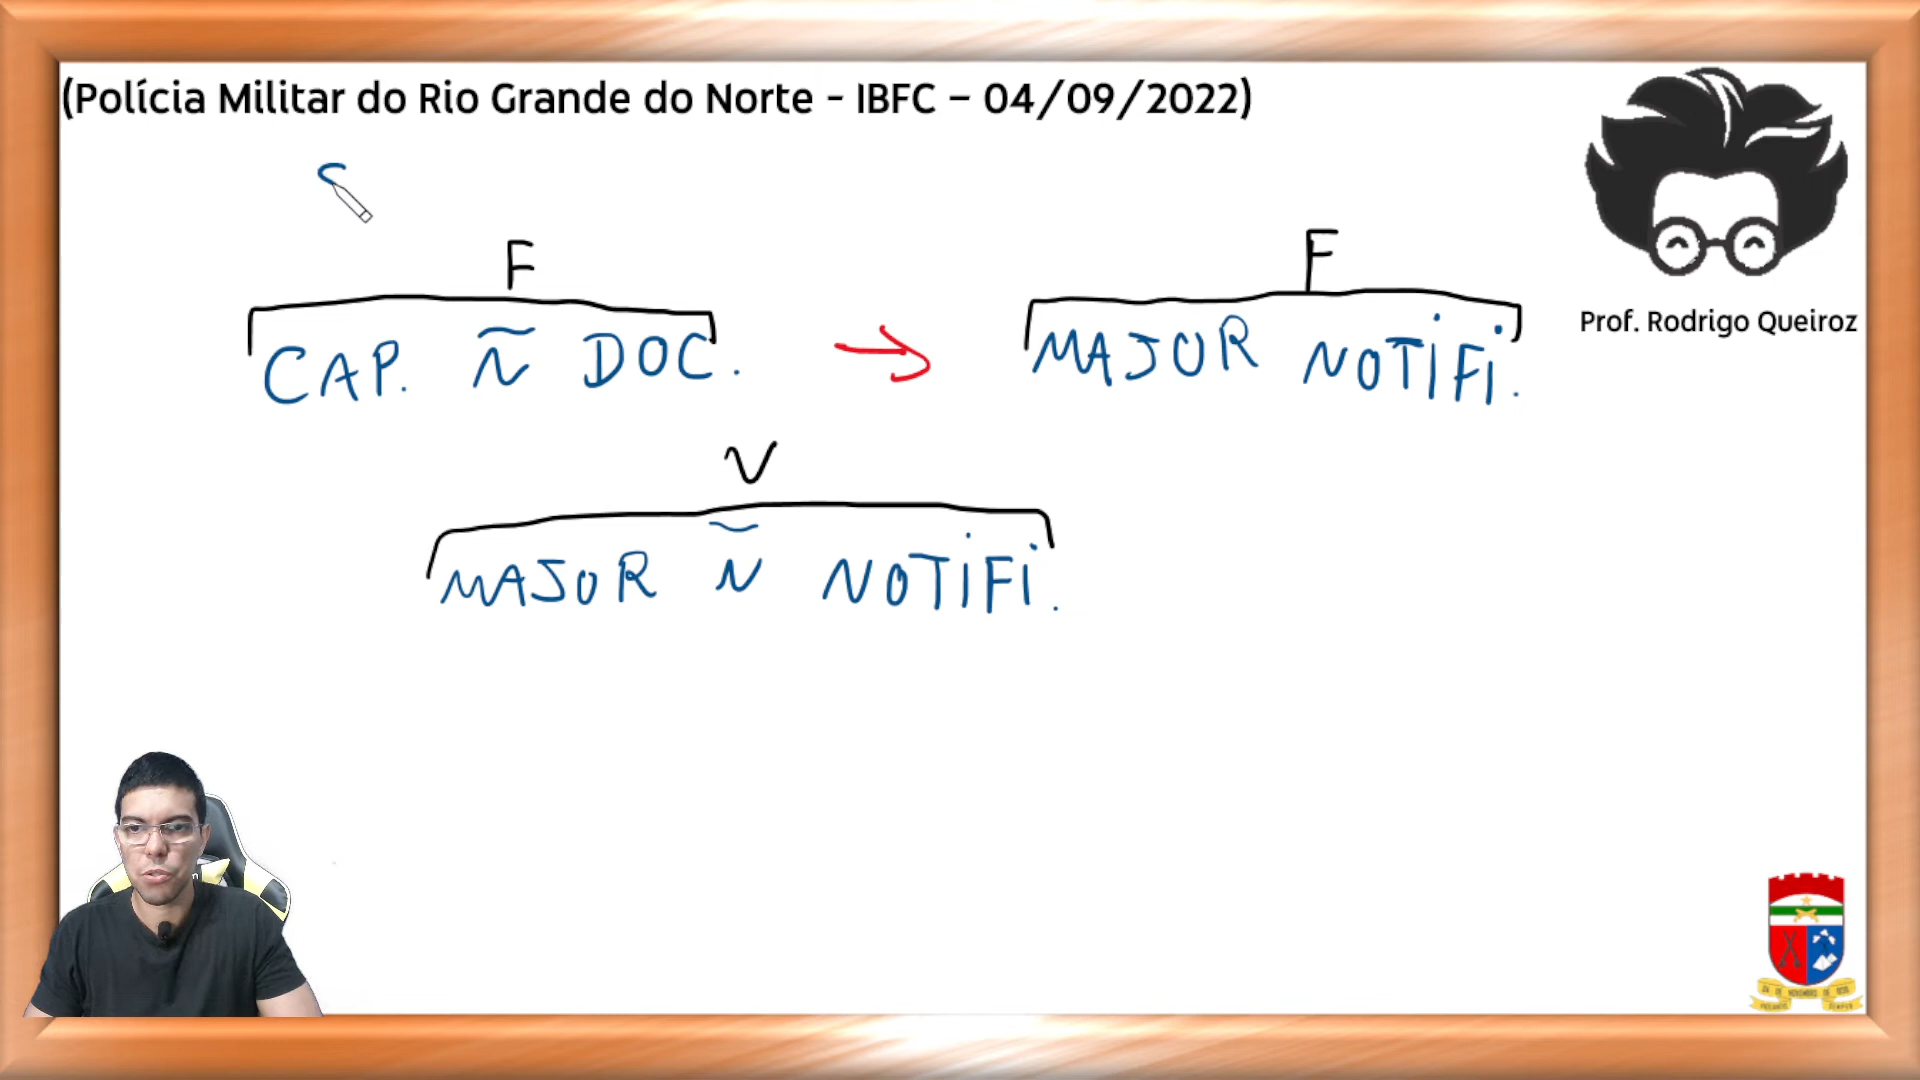 (Polícia Militar do Rio Grande do Norte - IBFC – 04/09/2022)
F
F
CAP. Ñ DOC. → MAJOR NOTIFI.
Prof. Rodrigo Queiroz
V
MAJOR Ñ NOTIFI.